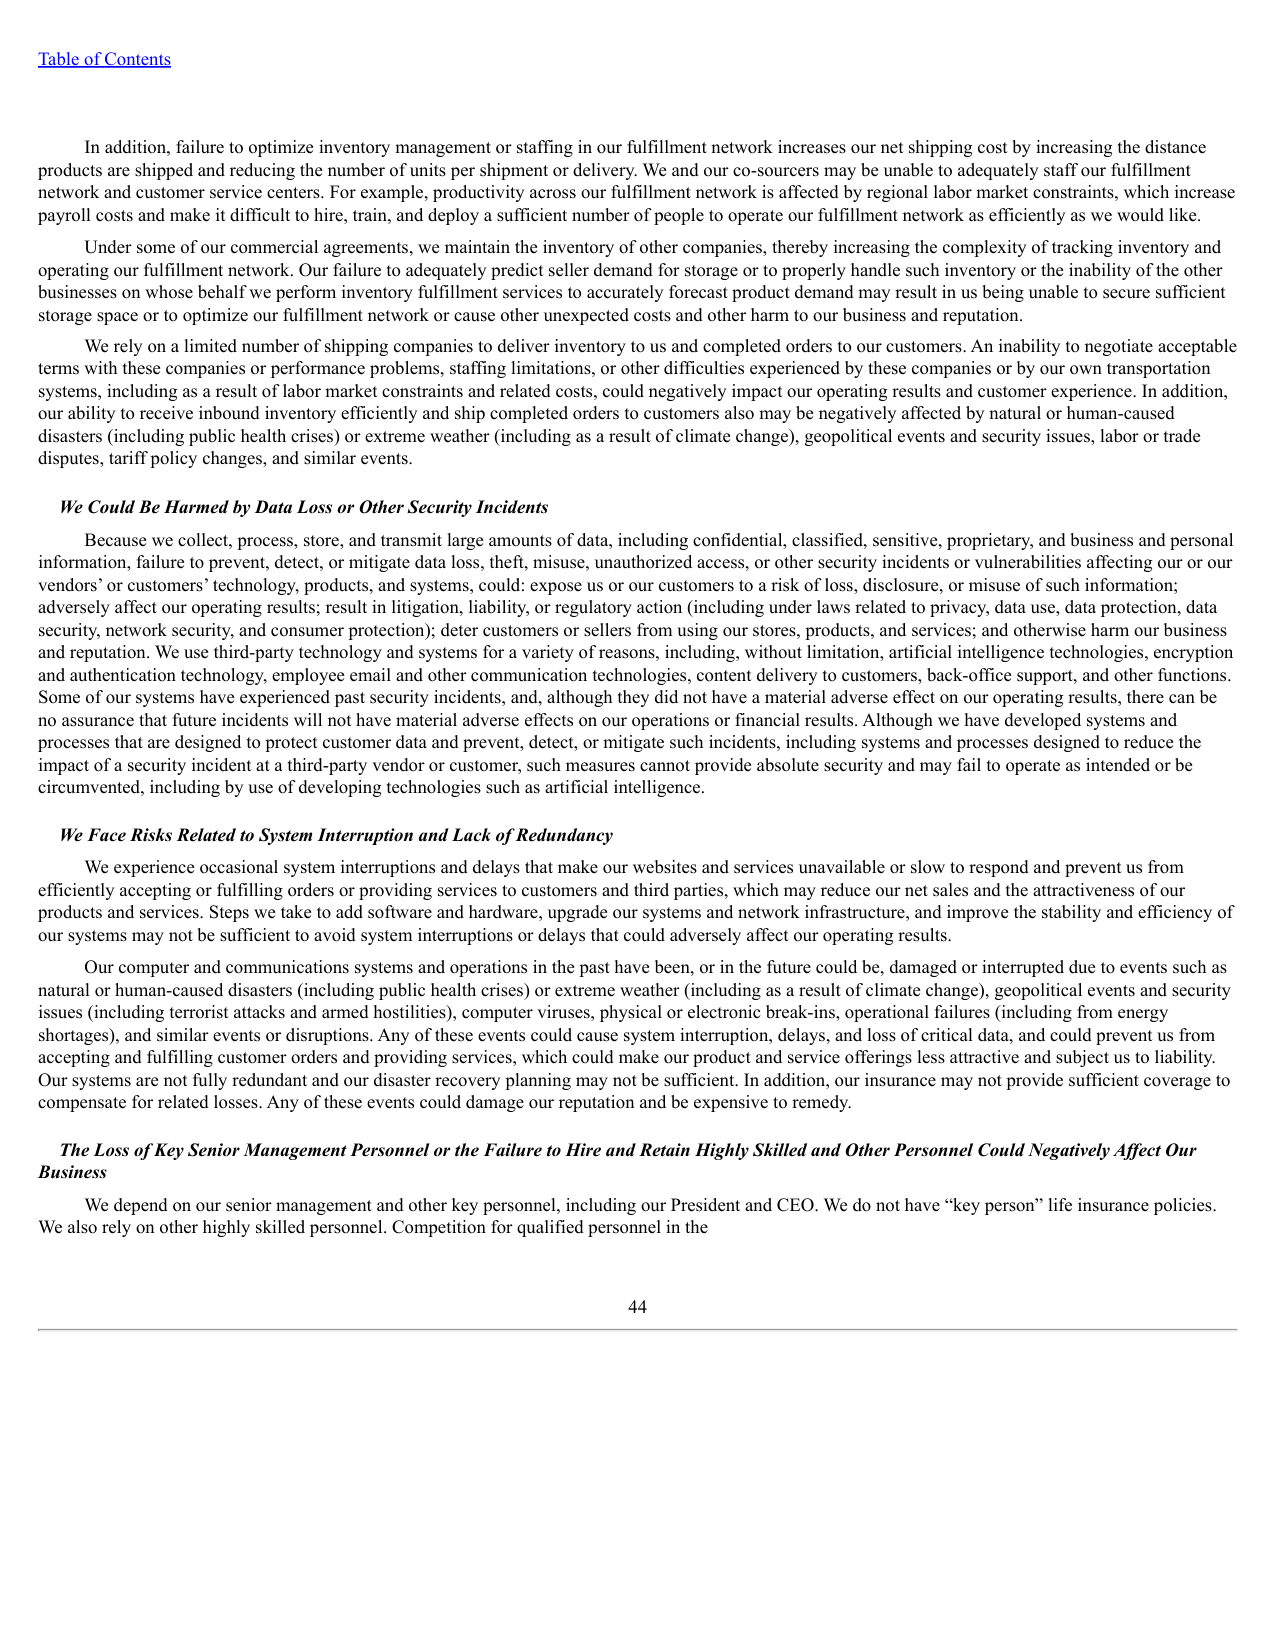 Table of Contents
In addition, failure to optimize inventory management or staffing in our fulfillment network increases our net shipping cost by increasing the distance
products are shipped and reducing the number of units per shipment or delivery. We and our co-sourcers may be unable to adequately staff our fulfillment
network and customer service centers. For example, productivity across our fulfillment network is affected by regional labor market constraints, which increase
payroll costs and make it difficult to hire, train, and deploy a sufficient number of people to operate our fulfillment network as efficiently as we would like.
Under some of our commercial agreements, we maintain the inventory of other companies, thereby increasing the complexity of tracking inventory and
operating our fulfillment network. Our failure to adequately predict seller demand for storage or to properly handle such inventory or the inability of the other
businesses on whose behalf we perform inventory fulfillment services to accurately forecast product demand may result in us being unable to secure sufficient
storage space or to optimize our fulfillment network or cause other unexpected costs and other harm to our business and reputation.
We rely on a limited number of shipping companies to deliver inventory to us and completed orders to our customers. An inability to negotiate acceptable
terms with these companies or performance problems, staffing limitations, or other difficulties experienced by these companies or by our own transportation
systems, including as a result of labor market constraints and related costs, could negatively impact our operating results and customer experience. In addition,
our ability to receive inbound inventory efficiently and ship completed orders to customers also may be negatively affected by natural or human-caused
disasters (including public health crises) or extreme weather (including as a result of climate change), geopolitical events and security issues, labor or trade
disputes, tariff policy changes, and similar events.
We Could Be Harmed by Data Loss or Other Security Incidents
Because we collect, process, store, and transmit large amounts of data, including confidential, classified, sensitive, proprietary, and business and personal
information, failure to prevent, detect, or mitigate data loss, theft, misuse, unauthorized access, or other security incidents or vulnerabilities affecting our or our
vendors’ or customers’ technology, products, and systems, could: expose us or our customers to a risk of loss, disclosure, or misuse of such information;
adversely affect our operating results; result in litigation, liability, or regulatory action (including under laws related to privacy, data use, data protection, data
security, network security, and consumer protection); deter customers or sellers from using our stores, products, and services; and otherwise harm our business
and reputation. We use third-party technology and systems for a variety of reasons, including, without limitation, artificial intelligence technologies, encryption
and authentication technology, employee email and other communication technologies, content delivery to customers, back-office support, and other functions.
Some of our systems have experienced past security incidents, and, although they did not have a material adverse effect on our operating results, there can be
no assurance that future incidents will not have material adverse effects on our operations or financial results. Although we have developed systems and
processes that are designed to protect customer data and prevent, detect, or mitigate such incidents, including systems and processes designed to reduce the
impact of a security incident at a third-party vendor or customer, such measures cannot provide absolute security and may fail to operate as intended or be
circumvented, including by use of developing technologies such as artificial intelligence.
We Face Risks Related to System Interruption and Lack of Redundancy
We experience occasional system interruptions and delays that make our websites and services unavailable or slow to respond and prevent us from
efficiently accepting or fulfilling orders or providing services to customers and third parties, which may reduce our net sales and the attractiveness of our
products and services. Steps we take to add software and hardware, upgrade our systems and network infrastructure, and improve the stability and efficiency of
our systems may not be sufficient to avoid system interruptions or delays that could adversely affect our operating results.
Our computer and communications systems and operations in the past have been, or in the future could be, damaged or interrupted due to events such as
natural or human-caused disasters (including public health crises) or extreme weather (including as a result of climate change), geopolitical events and security
issues (including terrorist attacks and armed hostilities), computer viruses, physical or electronic break-ins, operational failures (including from energy
shortages), and similar events or disruptions. Any of these events could cause system interruption, delays, and loss of critical data, and could prevent us from
accepting and fulfilling customer orders and providing services, which could make our product and service offerings less attractive and subject us to liability.
Our systems are not fully redundant and our disaster recovery planning may not be sufficient. In addition, our insurance may not provide sufficient coverage to
compensate for related losses. Any of these events could damage our reputation and be expensive to remedy.
The Loss of Key Senior Management Personnel or the Failure to Hire and Retain Highly Skilled and Other Personnel Could Negatively Affect Our
Business
We depend on our senior management and other key personnel, including our President and CEO. We do not have “key person” life insurance policies.
We also rely on other highly skilled personnel. Competition for qualified personnel in the
44